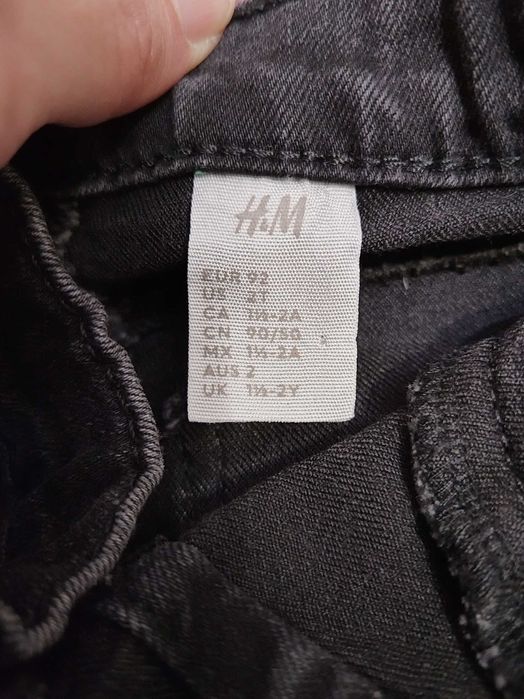 H&M
EUR 92
US 2T
CA 1½-2A
CN 90/50
MX 1½-2A
AUS 2
UK 1½-2Y